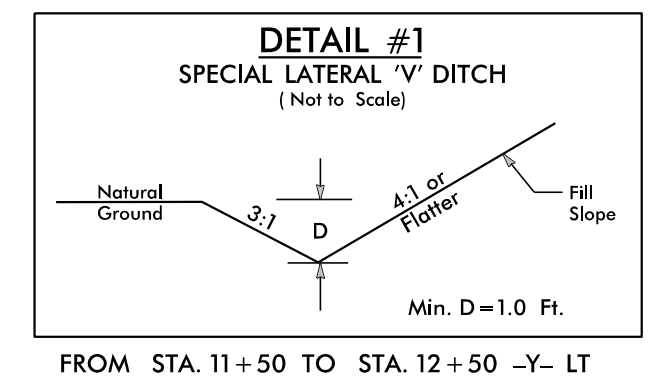 DETAIL #1
SPECIAL LATERAL 'V' DITCH
( Not to Scale)
Natural
Ground
3:1
D
4:1 or
Flatter
Fill
Slope
Min. D=1.0 Ft.
FROM STA. 11+50 TO STA. 12+50 -Y- LT